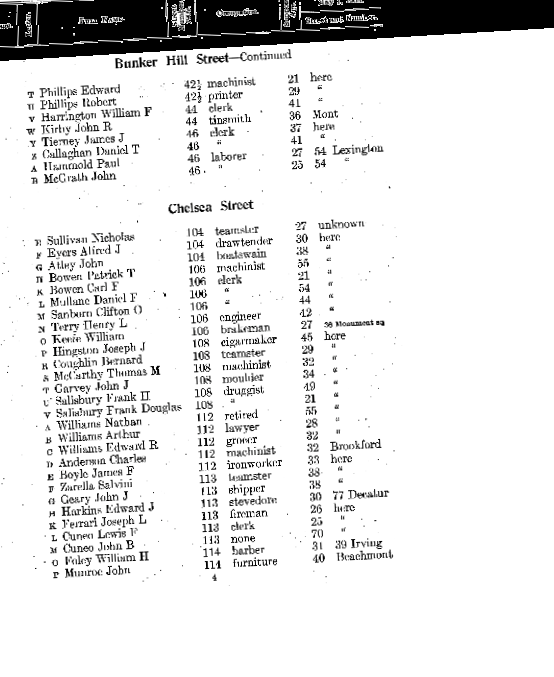 Bunker Hill Street—Continued
T Phillips Edward 42½ machinist 21 here
U Phillips Robert 42½ printer 29 "
V Harrington William F 44 clerk 41 "
W Kirby John R 44 tinsmith 36 Mont
Y Tierney James J 46 clerk 37 here
Z Callaghan Daniel T 46 " 41 "
A Hammold Paul 46 laborer 27 54 Lexington
B McGrath John 46 " 25 54 "
Chelsea Street
E Sullivan Nicholas 104 teamster 27 unknown
F Eyers Alfred J 104 drawtender 30 here
G Atley John 104 boatswain 38 "
H Bowen Patrick T 106 machinist 55 "
K Bowen Carl F 106 clerk 21 "
L Mullane Daniel F 106 " 54 "
M Sanburn Clifton O 106 " 44 "
N Terry Henry L 106 engineer 42 "
O Keefe William 106 brakeman 27 36 Monument sq
P Hingston Joseph J 108 cigarmaker 45 here
R Coughlin Bernard 108 teamster 29 "
S McCarthy Thomas M 108 machinist 32 "
T Garvey John J 108 moulder 34 "
U Salisbury Frank H 108 druggist 49 "
V Salisbury Frank Douglas 108 " 21 "
A Williams Nathan 112 retired 55 "
B Williams Arthur 112 lawyer 28 "
C Williams Edward R 112 grocer 32 "
D Anderson Charles 112 machinist 32 Brookford
E Boyle James F 112 ironworker 33 here
F Zarella Salvini 113 teamster 38 "
G Geary John J 113 shipper 38 "
H Harkins Edward J 113 stevedore 30 77 Decatur
K Ferrari Joseph L 113 fireman 26 here
L Cuneo Lewis F 113 clerk 25 "
M Cuneo John B 113 none 70 "
O Foley William H 114 barber 31 39 Irving
P Munroe John 114 furniture 40 Beachmont
4